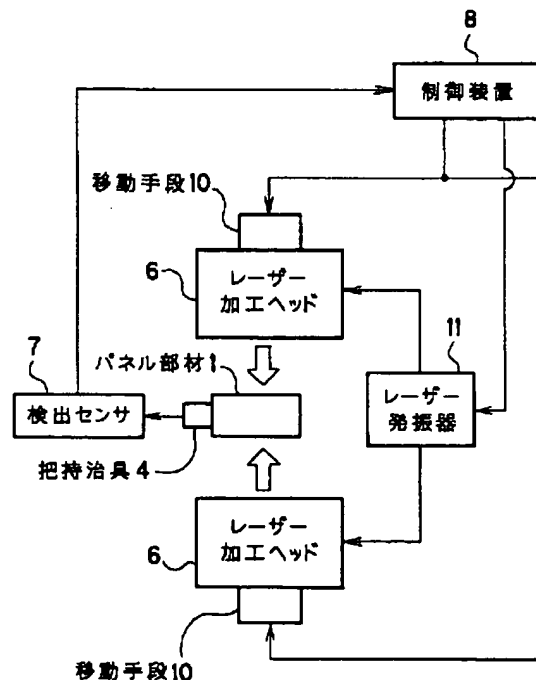 8
制御装置
移動手段10
6
レーザー
加工ヘッド
11
7
パネル部材1
検出センサ
レーザー
発振器
把持治具4
レーザー
加工ヘッド
6
移動手段10